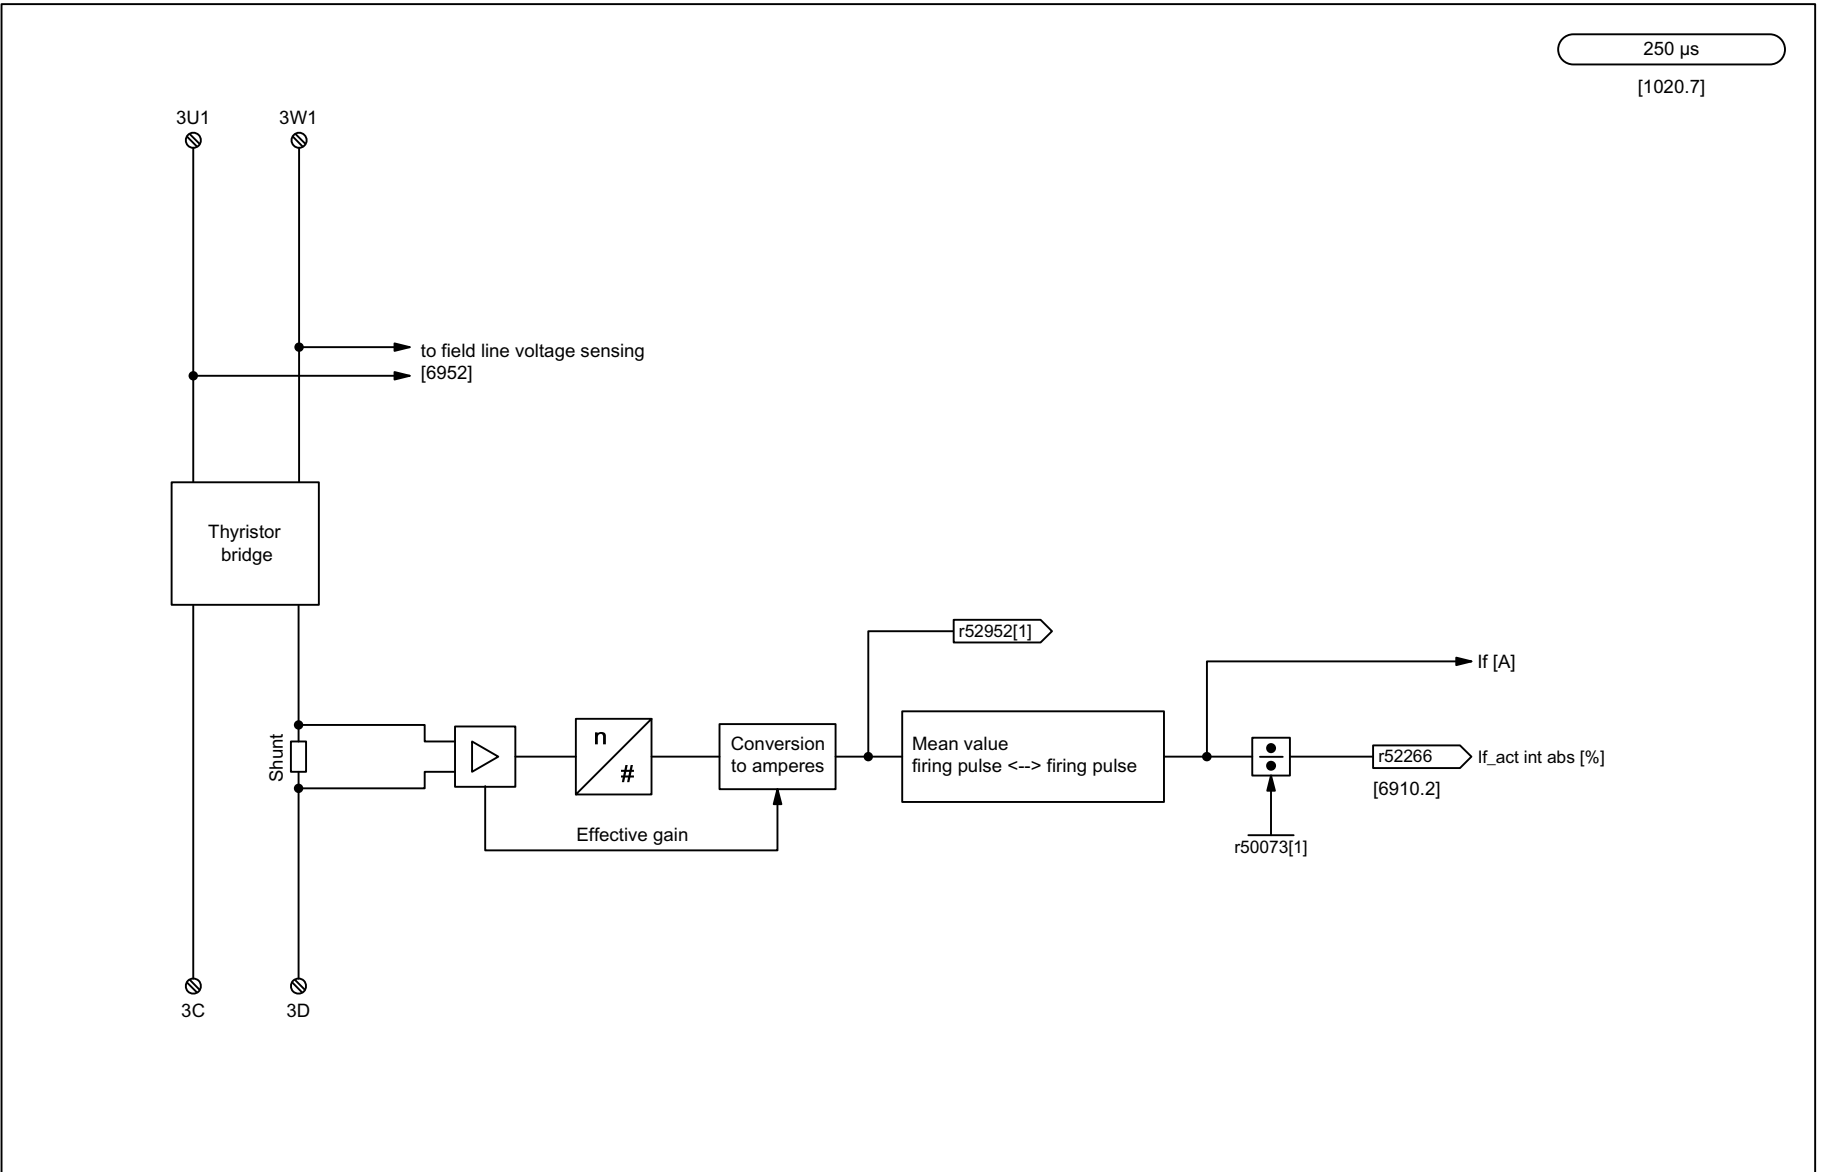 250 µs
[1020.7]
3U1
3W1
to field line voltage sensing
[6952]
Thyristor
bridge
r52952[1]
If [A]
Shunt
n
#
Conversion
to amperes
Mean value
firing pulse <--> firing pulse
r52266
If_act int abs [%]
[6910.2]
Effective gain
r50073[1]
3C
3D